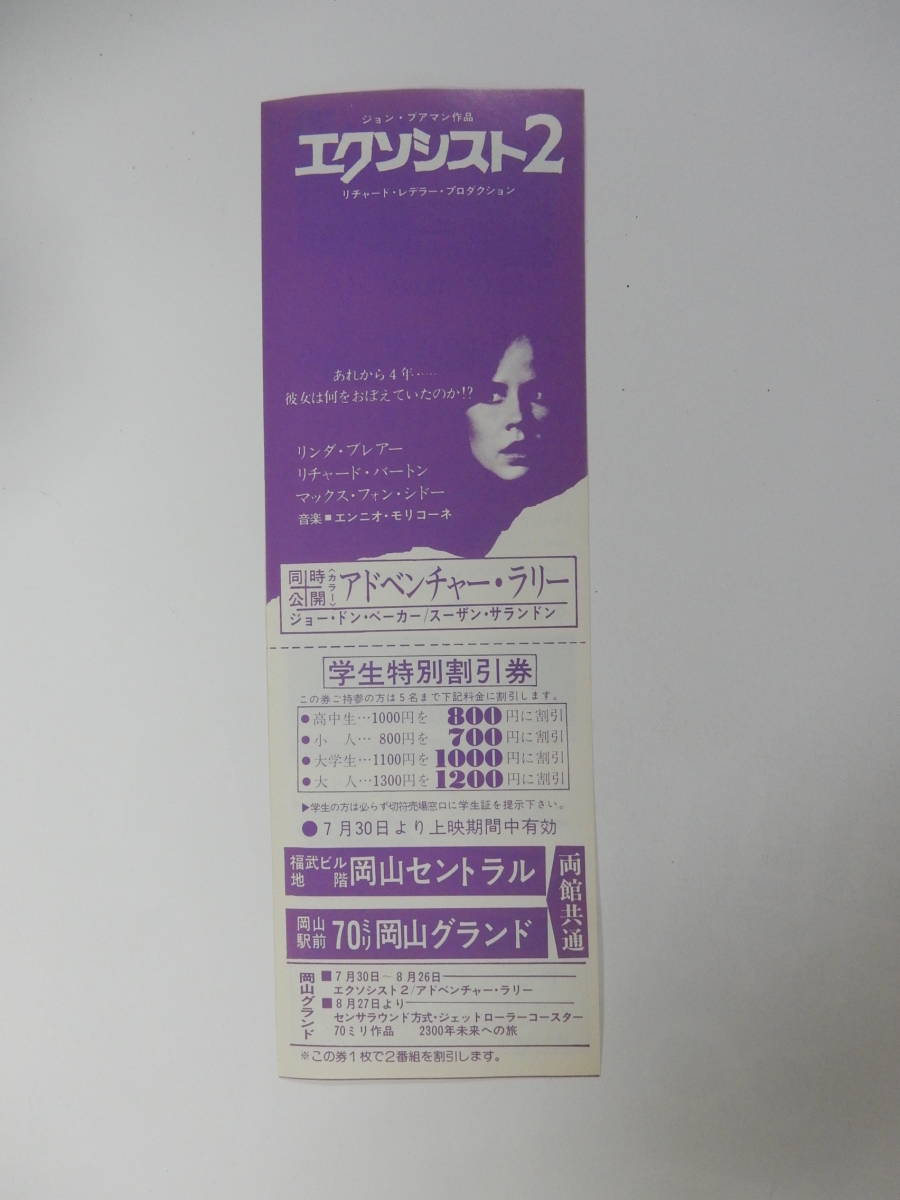 ジョン・ブアマン作品
エクソシスト2
リチャード・レデラー・プロダクション
あれから4年……
彼女は何をおぼえていたのか!?
リンダ・ブレアー
リチャード・バートン
マックス・フォン・シドー
音楽■エンニオ・モリコーネ
同時公開〈カラー〉アドベンチャー・ラリー
ジョー・ドン・ベーカー/スーザン・サランドン
学生特別割引券
この券ご持参の方は5名まで下記料金に割引します。
●高中生…1000円を800円に割引
●小人…800円を700円に割引
●大学生…1100円を1000円に割引
●大人…1300円を1200円に割引
▶学生の方は必らず切符売場窓口に学生証を提示下さい。
●7月30日より上映期間中有効
福武ビル地階 岡山セントラル
岡山駅前 70ミリ岡山グランド
両館共通
岡山グランド
■7月30日~8月26日
エクソシスト2/アドベンチャー・ラリー
■8月27日より
センサラウンド方式・ジェットローラーコースター
70ミリ作品 2300年未来への旅
※この券1枚で2番組を割引します。